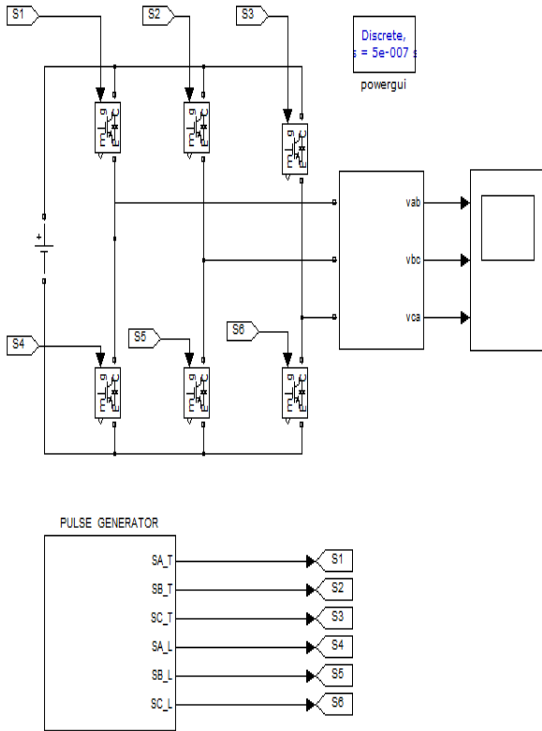 S1
S2
S3
Discrete,
s = 5e-007 s
powergui
g
C
m
E
g
C
m
E
g
C
m
E
+
vab
vbc
vca
S4
S5
S6
g
C
m
E
g
C
m
E
g
C
m
E
PULSE GENERATOR
SA_T
S1
SB_T
S2
SC_T
S3
SA_L
S4
SB_L
S5
SC_L
S6